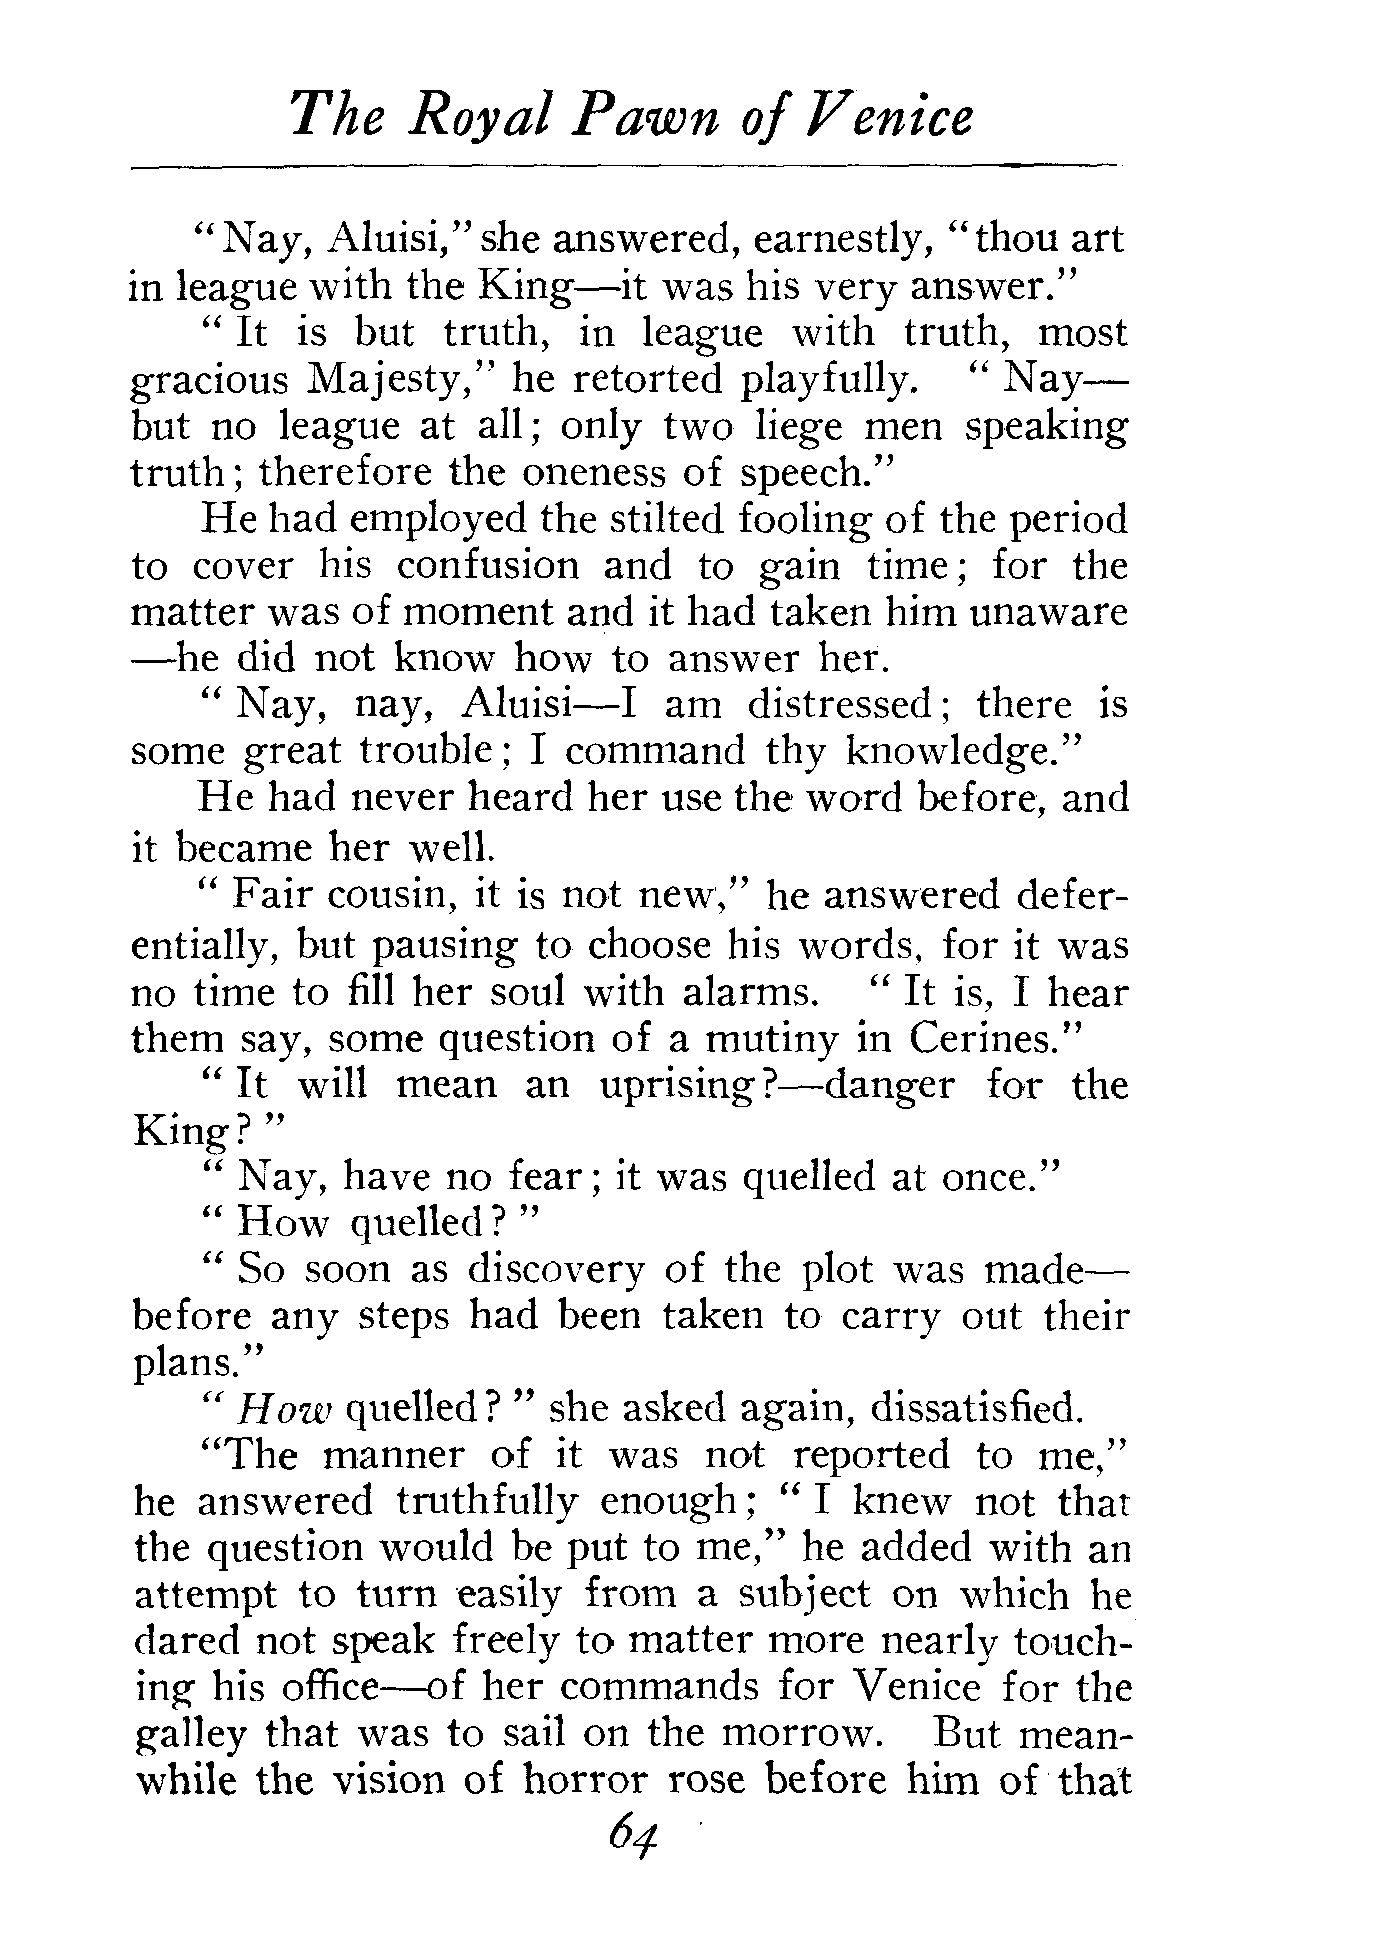 The Royal Pawn of Venice
"Nay, Aluisi," she answered, earnestly, "thou art
in league with the King—it was his very answer."
"It is but truth, in league with truth, most
gracious Majesty," he retorted playfully. "Nay—
but no league at all; only two liege men speaking
truth; therefore the oneness of speech."
He had employed the stilted fooling of the period
to cover his confusion and to gain time; for the
matter was of moment and it had taken him unaware
—he did not know how to answer her.
"Nay, nay, Aluisi—I am distressed; there is
some great trouble; I command thy knowledge."
He had never heard her use the word before, and
it became her well.
"Fair cousin, it is not new," he answered defer-
entially, but pausing to choose his words, for it was
no time to fill her soul with alarms. "It is, I hear
them say, some question of a mutiny in Cerines."
"It will mean an uprising?—danger for the
King?"
"Nay, have no fear; it was quelled at once."
"How quelled?"
"So soon as discovery of the plot was made—
before any steps had been taken to carry out their
plans."
"How quelled?" she asked again, dissatisfied.
"The manner of it was not reported to me,"
he answered truthfully enough; "I knew not that
the question would be put to me," he added with an
attempt to turn easily from a subject on which he
dared not speak freely to matter more nearly touch-
ing his office—of her commands for Venice for the
galley that was to sail on the morrow. But mean-
while the vision of horror rose before him of that
64